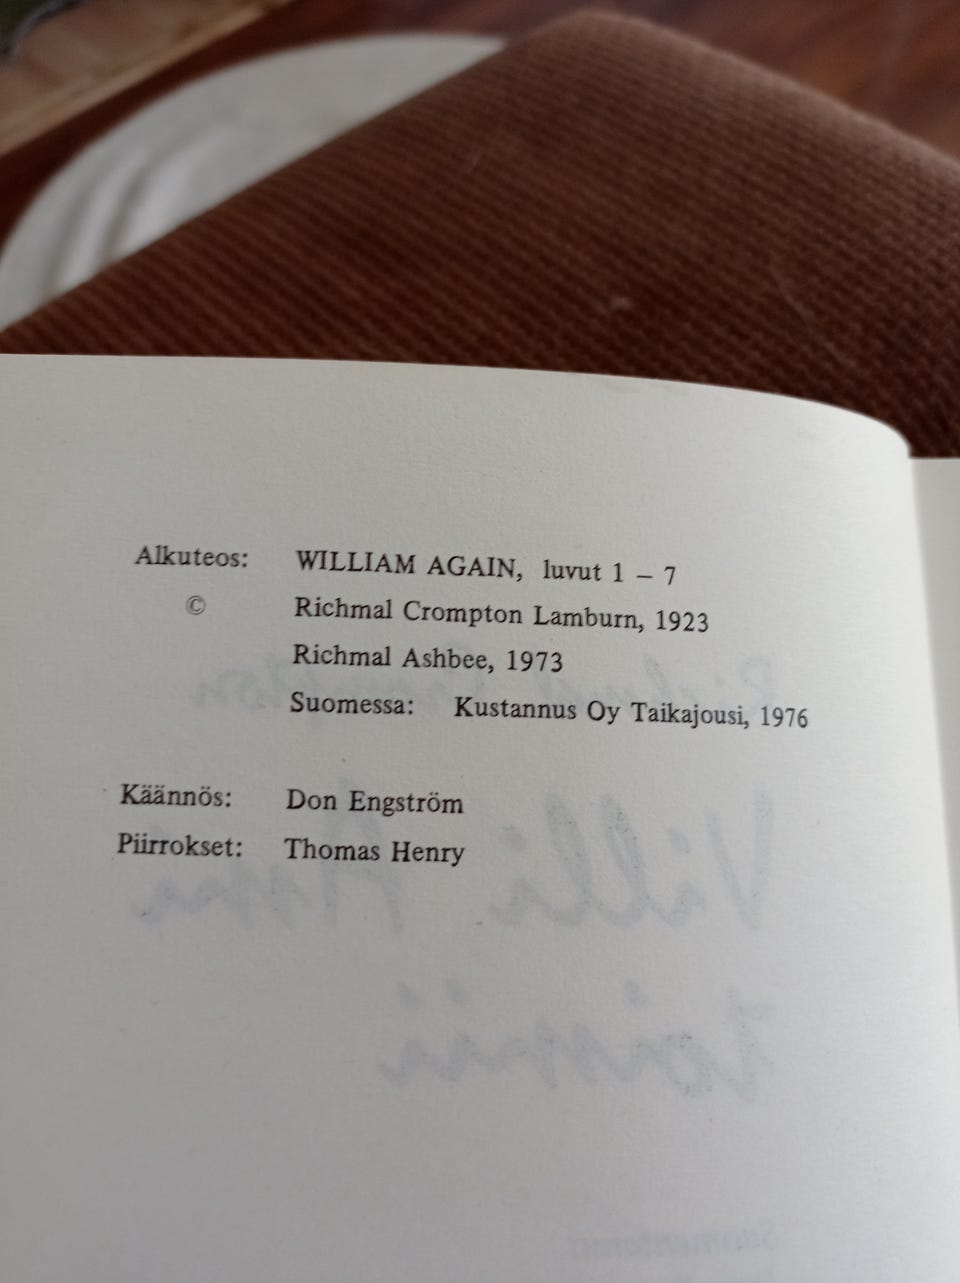 Alkuteos: WILLIAM AGAIN, luvut 1 – 7
© Richmal Crompton Lamburn, 1923
Richmal Ashbee, 1973
Suomessa: Kustannus Oy Taikajousi, 1976
Käännös: Don Engström
Piirrokset: Thomas Henry